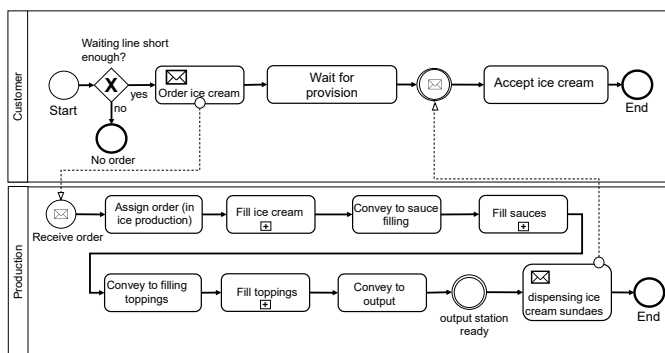 Customer
Waiting line short
enough?
X
Start
yes
no
No order
Order ice cream
Wait for
provision
Accept ice cream
End
Production
Receive order
Assign order (in
ice production)
Fill ice cream
Convey to sauce
filling
Fill sauces
Convey to filling
toppings
Fill toppings
Convey to
output
output station
ready
dispensing ice
cream sundaes
End